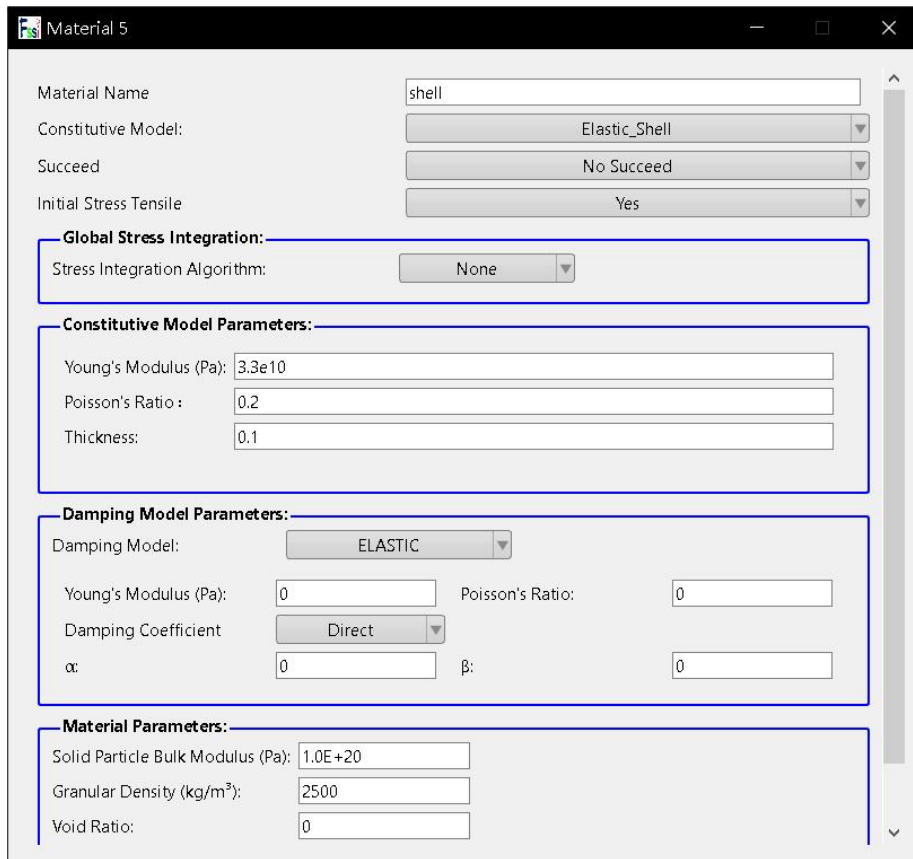 Fssi Material 5
Material Name shell
Constitutive Model: Elastic_Shell
Succeed No Succeed
Initial Stress Tensile Yes
Global Stress Integration:
Stress Integration Algorithm: None
Constitutive Model Parameters:
Young's Modulus (Pa): 3.3e10
Poisson's Ratio : 0.2
Thickness: 0.1
Damping Model Parameters:
Damping Model: ELASTIC
Young's Modulus (Pa): 0 Poisson's Ratio: 0
Damping Coefficient Direct
α: 0 β: 0
Material Parameters:
Solid Particle Bulk Modulus (Pa): 1.0E+20
Granular Density (kg/m³): 2500
Void Ratio: 0